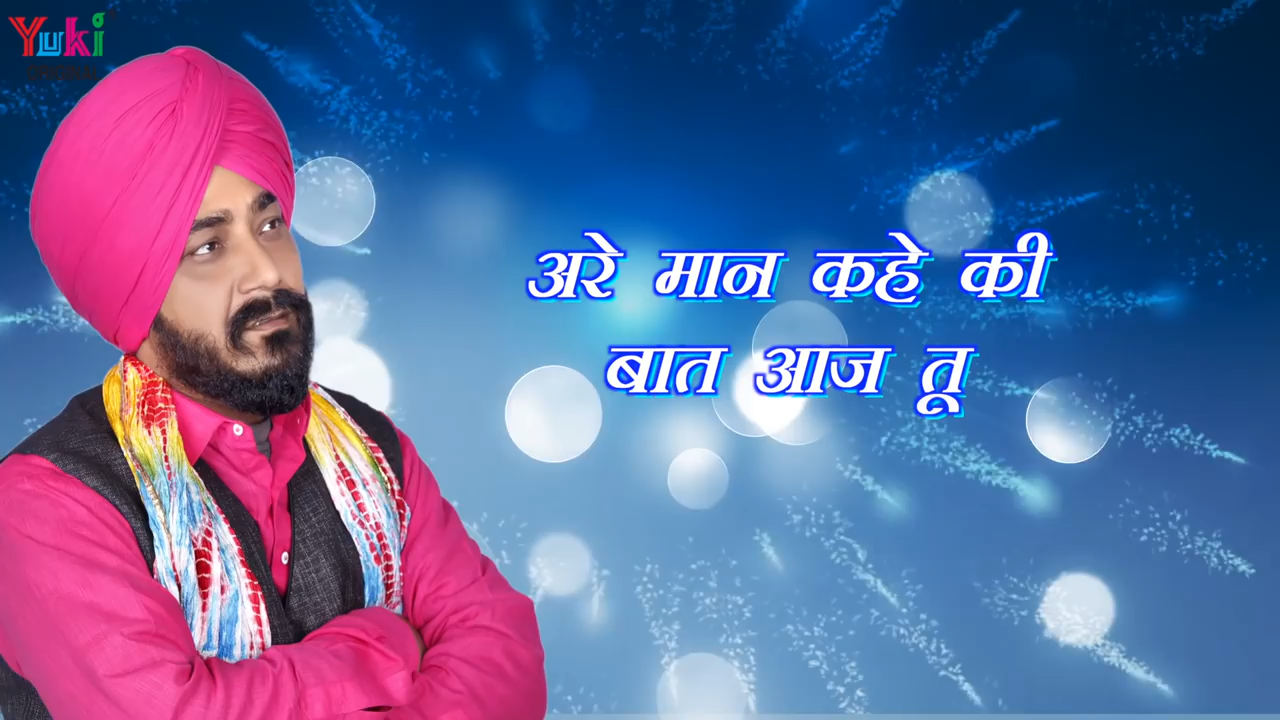 Yuki
अरे मान कहे की
बात आज तू